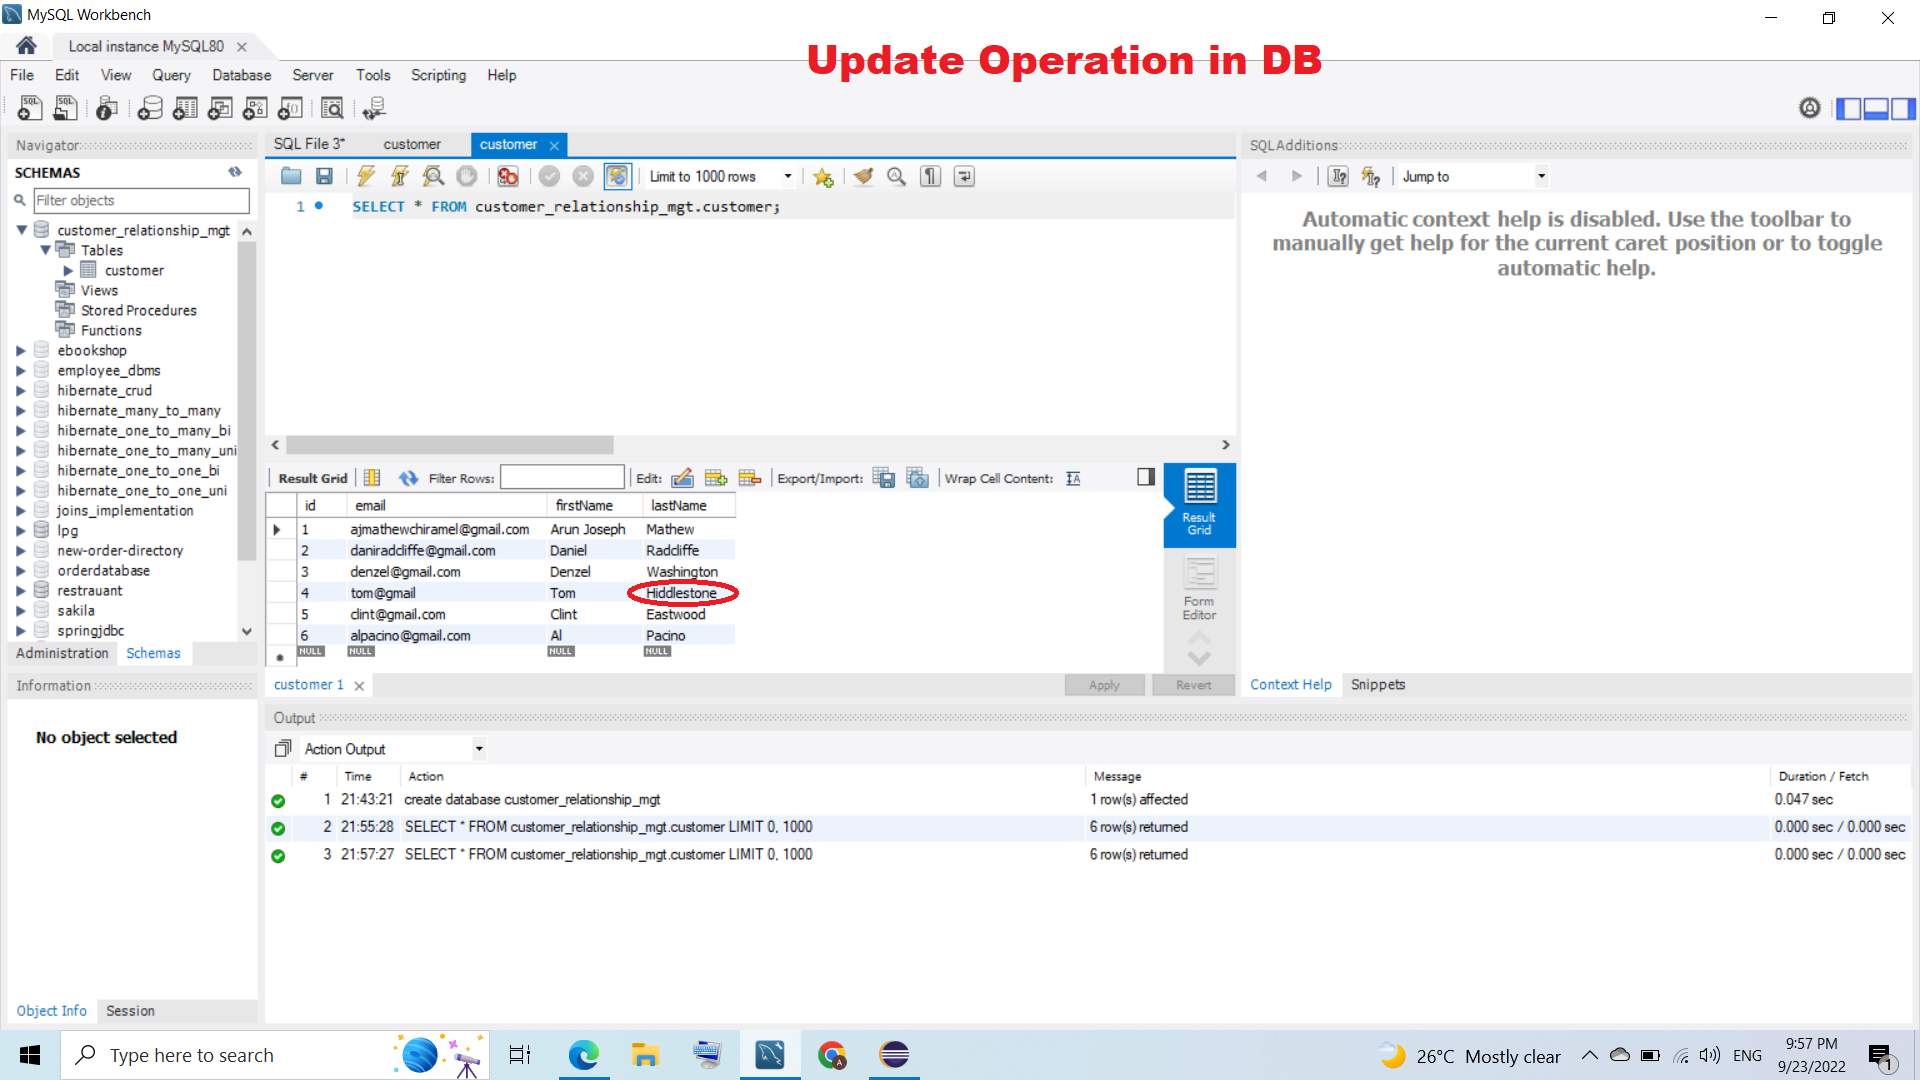 MySQL Workbench
Local instance MySQL80
Update Operation in DB
File Edit View Query Database Server Tools Scripting Help
Navigator
SCHEMAS
Filter objects
customer_relationship_mgt
Tables
customer
Views
Stored Procedures
Functions
ebookshop
employee_dbms
hibernate_crud
hibernate_many_to_many
hibernate_one_to_many_bi
hibernate_one_to_many_uni
hibernate_one_to_one_bi
hibernate_one_to_one_uni
joins_implementation
lpg
new-order-directory
orderdatabase
restrauant
sakila
springjdbc
Administration Schemas
Information
No object selected
Object Info Session
SQL File 3* customer customer
Limit to 1000 rows
1 SELECT * FROM customer_relationship_mgt.customer;
Result Grid Filter Rows: Edit: Export/Import: Wrap Cell Content:
id email firstName lastName
1 ajmathewchiramel@gmail.com Arun Joseph Mathew
2 daniradcliffe@gmail.com Daniel Radcliffe
3 denzel@gmail.com Denzel Washington
4 tom@gmail Tom Hiddlestone
5 clint@gmail.com Clint Eastwood
6 alpacino@gmail.com Al Pacino
NULL NULL NULL NULL
Result
Grid
Form
Editor
customer 1
Apply Revert
SQLAdditions
Jump to
Automatic context help is disabled. Use the toolbar to
manually get help for the current caret position or to toggle
automatic help.
Context Help Snippets
Output
Action Output
# Time Action Message Duration / Fetch
1 21:43:21 create database customer_relationship_mgt 1 row(s) affected 0.047 sec
2 21:55:28 SELECT * FROM customer_relationship_mgt.customer LIMIT 0, 1000 6 row(s) returned 0.000 sec / 0.000 sec
3 21:57:27 SELECT * FROM customer_relationship_mgt.customer LIMIT 0, 1000 6 row(s) returned 0.000 sec / 0.000 sec
Type here to search
26°C Mostly clear
ENG
9:57 PM
9/23/2022
1